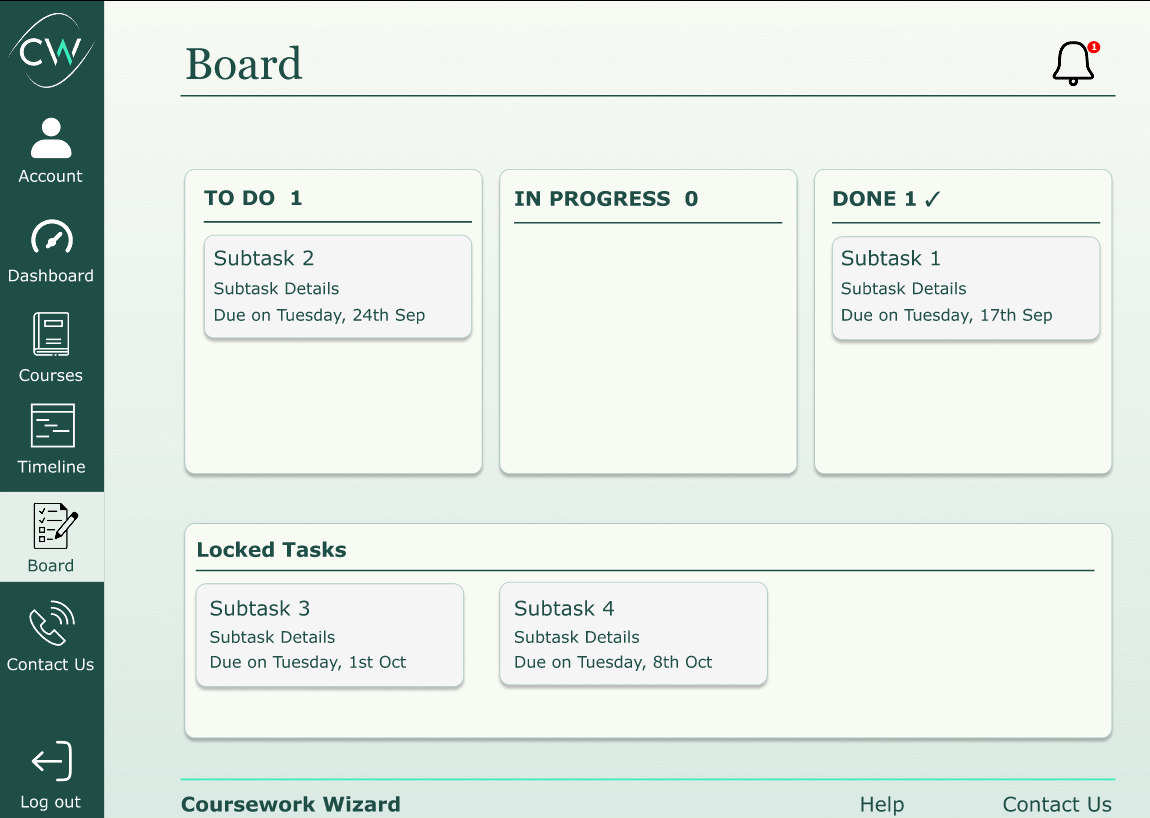 CW
Account
Dashboard
Courses
Timeline
Board
Contact Us
Log out
Board
1
TO DO 1
Subtask 2
Subtask Details
Due on Tuesday, 24th Sep
IN PROGRESS 0
DONE 1 ✓
Subtask 1
Subtask Details
Due on Tuesday, 17th Sep
Locked Tasks
Subtask 3
Subtask Details
Due on Tuesday, 1st Oct
Subtask 4
Subtask Details
Due on Tuesday, 8th Oct
Coursework Wizard
Help
Contact Us